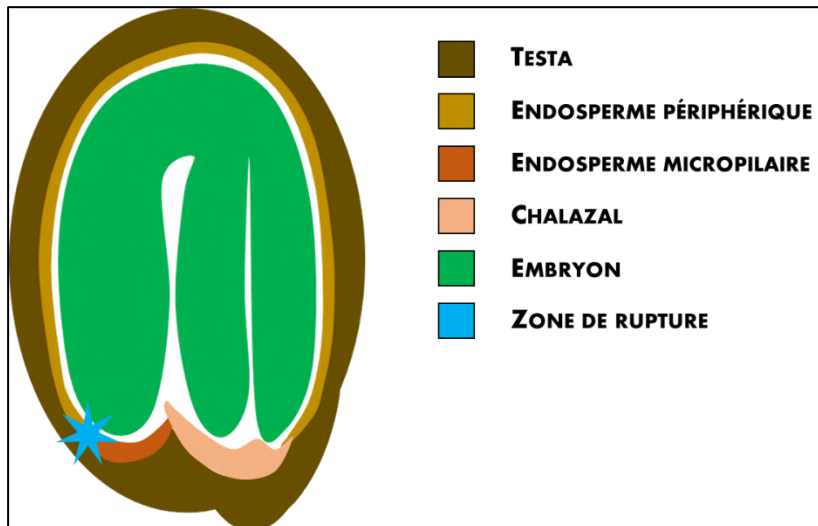 TESTA
ENDOSPERME PÉRIPHÉRIQUE
ENDOSPERME MICROPILAIRE
CHALAZAL
EMBRYON
ZONE DE RUPTURE